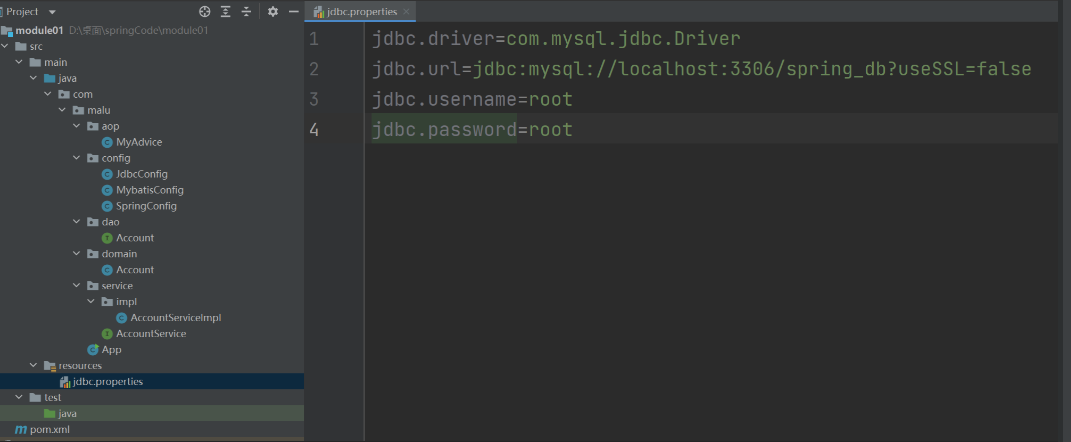 Project
module01 D:\桌面\springCode\module01
src
main
java
com
malu
aop
MyAdvice
config
JdbcConfig
MybatisConfig
SpringConfig
dao
Account
domain
Account
service
impl
AccountServiceImpl
AccountService
App
resources
jdbc.properties
test
java
pom.xml
jdbc.properties
1 jdbc.driver=com.mysql.jdbc.Driver
2 jdbc.url=jdbc:mysql://localhost:3306/spring_db?useSSL=false
3 jdbc.username=root
4 jdbc.password=root